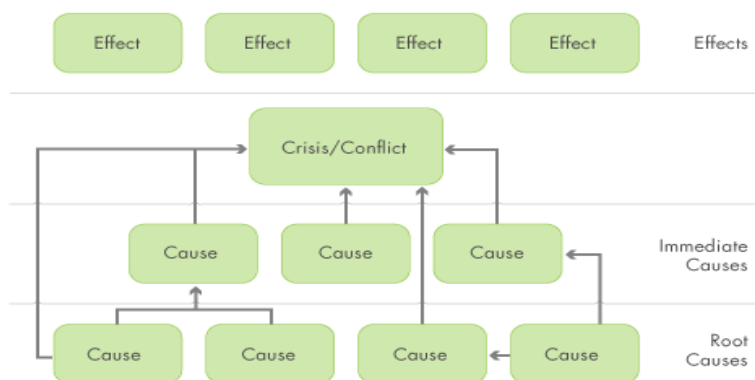 Effect Effect Effect Effect Effects
Crisis/Conflict
Cause Cause Cause Immediate
Causes
Cause Cause Cause Cause Root
Causes